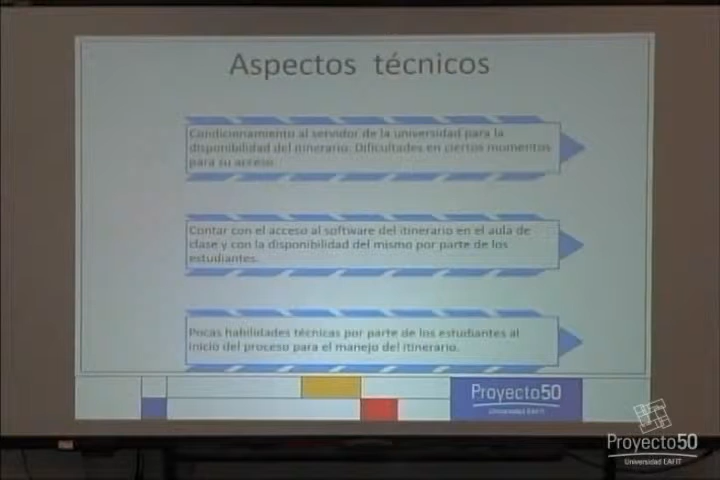 Aspectos técnicos
Condicionamiento al servidor de la universidad para la
disponibilidad del itinerario. Dificultades en ciertos momentos
para su acceso.
Contar con el acceso al software del itinerario en el aula de
clase y con la disponibilidad del mismo por parte de los
estudiantes.
Pocas habilidades técnicas por parte de los estudiantes al
inicio del proceso para el manejo del itinerario.
Proyecto50
Universidad EAFIT
Proyecto50
Universidad EAFIT